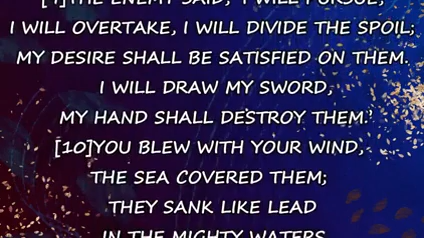 [9]THE ENEMY SAID, 'I WILL PURSUE,
I WILL OVERTAKE, I WILL DIVIDE THE SPOIL;
MY DESIRE SHALL BE SATISFIED ON THEM.
I WILL DRAW MY SWORD,
MY HAND SHALL DESTROY THEM.'
[10]YOU BLEW WITH YOUR WIND,
THE SEA COVERED THEM;
THEY SANK LIKE LEAD
IN THE MIGHTY WATERS